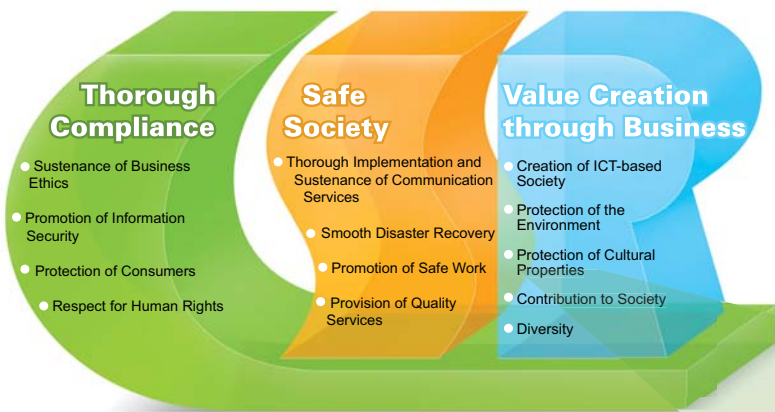 Thorough
Compliance
Sustenance of Business
Ethics
Promotion of Information
Security
Protection of Consumers
Respect for Human Rights
Safe
Society
Thorough Implementation and
Sustenance of Communication
Services
Smooth Disaster Recovery
Promotion of Safe Work
Provision of Quality
Services
Value Creation
through Business
Creation of ICT-based
Society
Protection of the
Environment
Protection of Cultural
Properties
Contribution to Society
Diversity